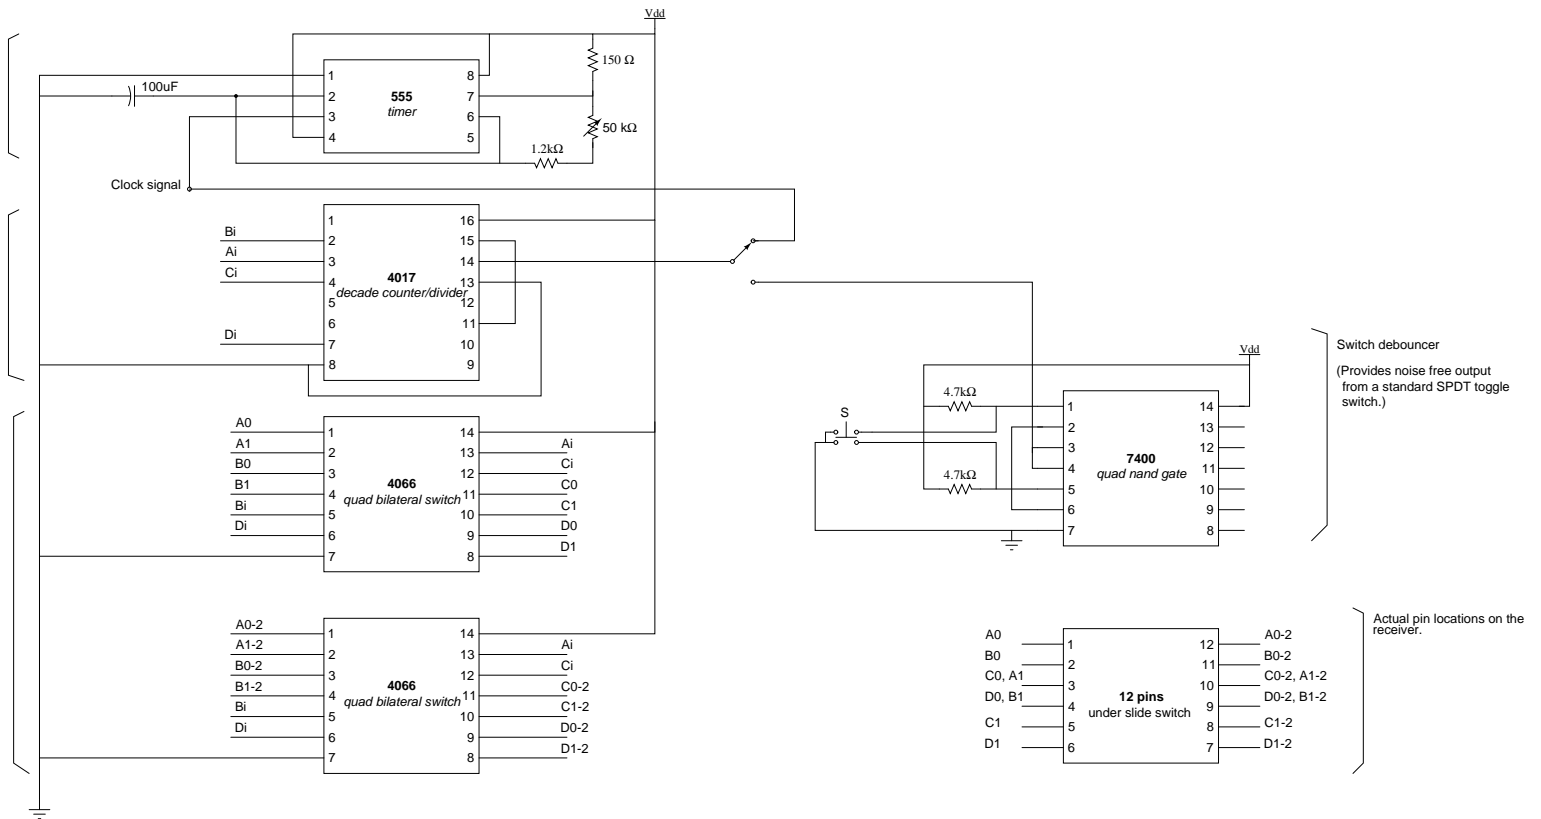 Vdd
150 Ω
100uF
1
2
3
4
555
timer
8
7
6
5
50 kΩ
1.2kΩ
Clock signal
Bi
Ai
Ci
Di
1
2
3
4
5
6
7
8
4017
decade counter/divider
16
15
14
13
12
11
10
9
A0
A1
B0
B1
Bi
Di
1
2
3
4
5
6
7
4066
quad bilateral switch
14
13
12
11
10
9
8
Ai
Ci
C0
C1
D0
D1
A0-2
A1-2
B0-2
B1-2
Bi
Di
1
2
3
4
5
6
7
4066
quad bilateral switch
14
13
12
11
10
9
8
Ai
Ci
C0-2
C1-2
D0-2
D1-2
Vdd
4.7kΩ
S
4.7kΩ
1
2
3
4
5
6
7
7400
quad nand gate
14
13
12
11
10
9
8
Switch debouncer
(Provides noise free output
from a standard SPDT toggle
switch.)
A0
B0
C0, A1
D0, B1
C1
D1
1
2
3
4
5
6
12 pins
under slide switch
12
11
10
9
8
7
A0-2
B0-2
C0-2, A1-2
D0-2, B1-2
C1-2
D1-2
Actual pin locations on the
receiver.